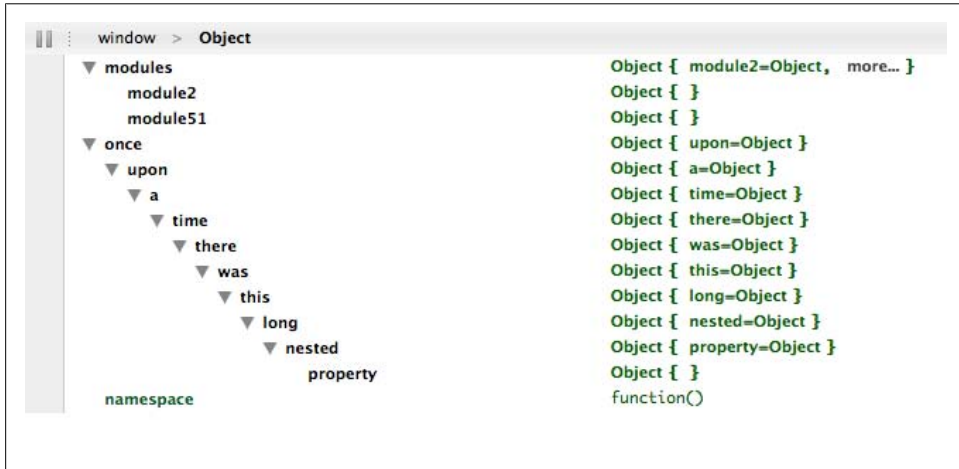 window > Object
modules Object { module2=Object, more... }
module2 Object { }
module51 Object { }
once Object { upon=Object }
upon Object { a=Object }
a Object { time=Object }
time Object { there=Object }
there Object { was=Object }
was Object { this=Object }
this Object { long=Object }
long Object { nested=Object }
nested Object { property=Object }
property Object { }
namespace function()